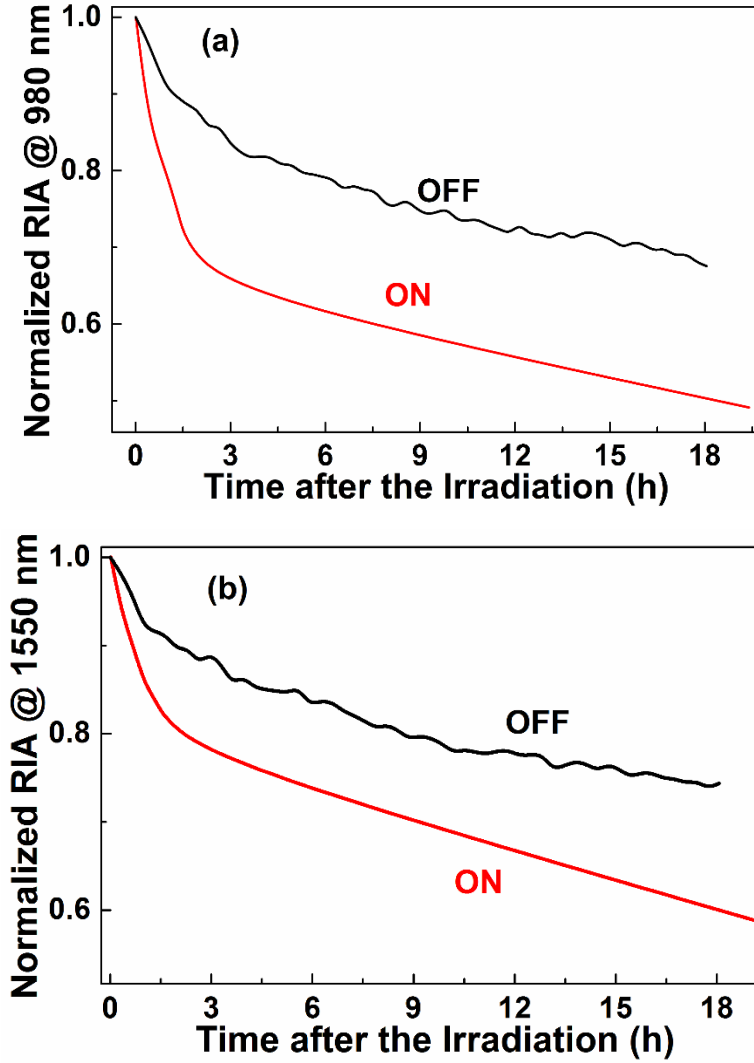 Normalized RIA @ 980 nm
1.0
0.8
0.6
(a)
OFF
ON
0 3 6 9 12 15 18
Time after the Irradiation (h)
Normalized RIA @ 1550 nm
1.0
0.8
0.6
(b)
OFF
ON
0 3 6 9 12 15 18
Time after the Irradiation (h)